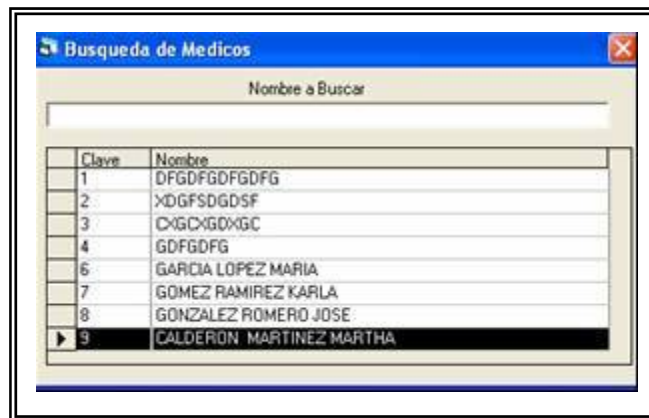 Busqueda de Medicos
Nombre a Buscar
Clave Nombre
1 DFGDFGDFGDFG
2 XDGFSDGDSF
3 CXGCXGDXGC
4 GDFGDFG
6 GARCIA LOPEZ MARIA
7 GOMEZ RAMIREZ KARLA
8 GONZALEZ ROMERO JOSE
9 CALDERON MARTINEZ MARTHA